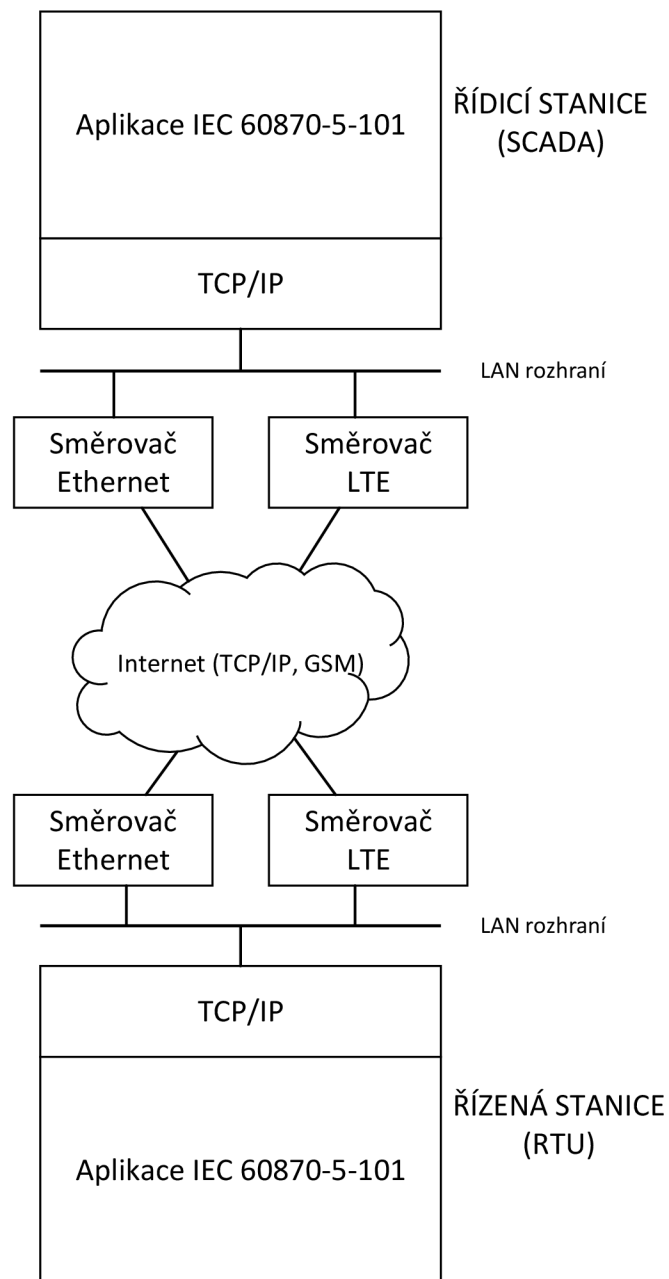 Aplikace IEC 60870-5-101
ŘÍDICÍ STANICE
(SCADA)
TCP/IP
LAN rozhraní
Směrovač
Ethernet
Směrovač
LTE
Internet (TCP/IP, GSM)
Směrovač
Ethernet
Směrovač
LTE
LAN rozhraní
TCP/IP
ŘÍZENÁ STANICE
(RTU)
Aplikace IEC 60870-5-101